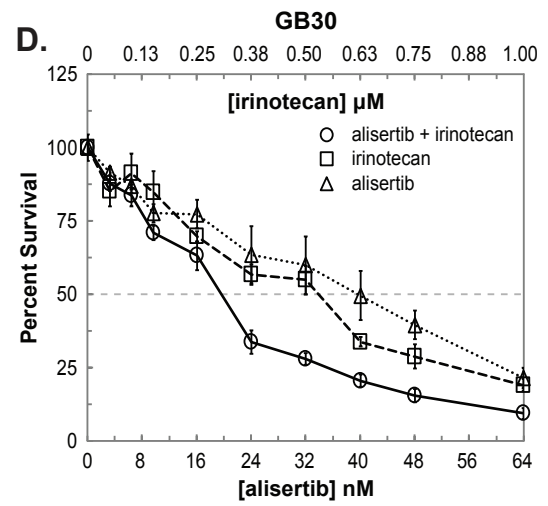 GB30
D.
0 0.13 0.25 0.38 0.50 0.63 0.75 0.88 1.00
125
[irinotecan] µM
alisertib + irinotecan
irinotecan
alisertib
100
75
50
25
0
Percent Survival
0 8 16 24 32 40 48 56 64
[alisertib] nM